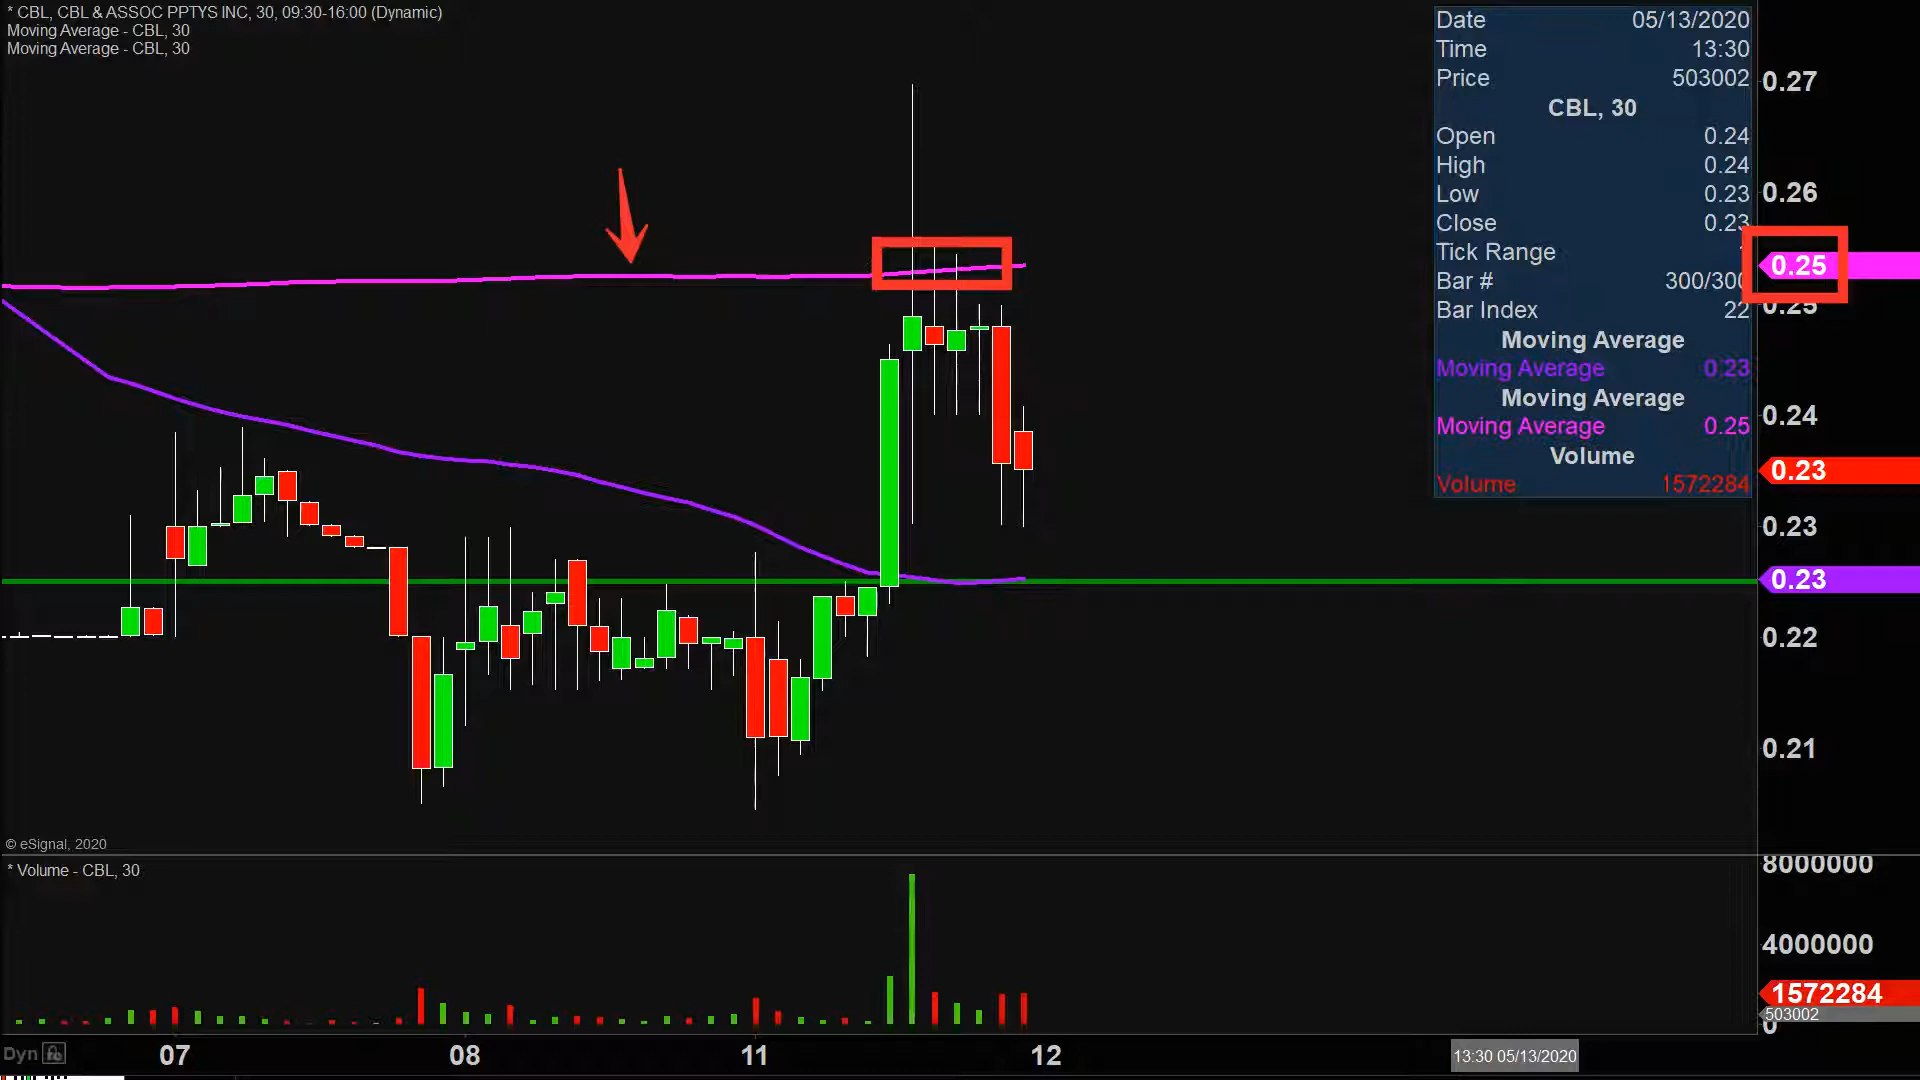 * CBL, CBL & ASSOC PPTYS INC, 30, 09:30-16:00 (Dynamic)
Moving Average - CBL, 30
Moving Average - CBL, 30
Date 05/13/2020
Time 13:30
Price 503002
CBL, 30
Open 0.24
High 0.24
Low 0.23
Close 0.23
Tick Range
Bar # 300/300
Bar Index 22
Moving Average
Moving Average 0.23
Moving Average
Moving Average 0.25
Volume
Volume 1572284
0.27
0.26
0.25
0.25
0.24
0.23
0.23
0.23
0.22
0.21
© eSignal, 2020
* Volume - CBL, 30
8000000
4000000
1572284
503002
0
Dyn
07 08 11 12
13:30 05/13/2020